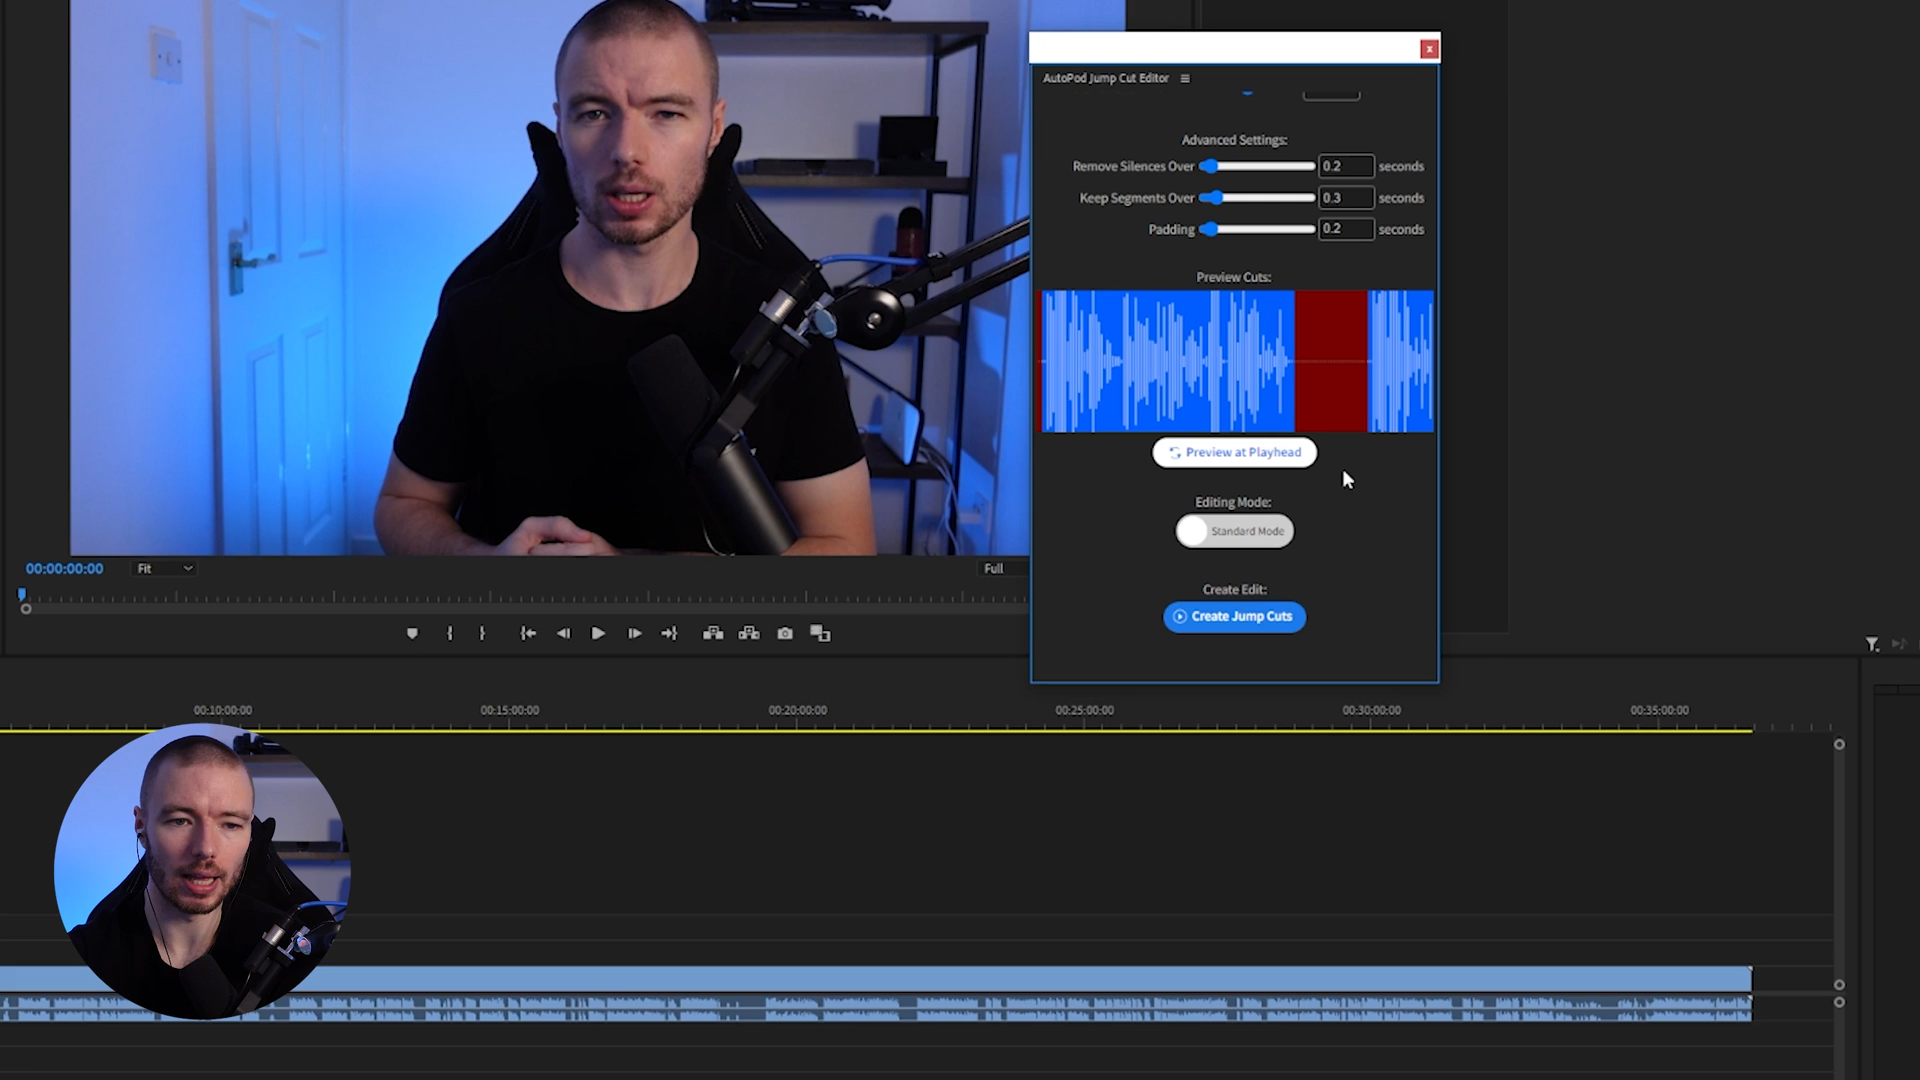 x
AutoPod Jump Cut Editor
Advanced Settings:
Remove Silences Over 0.2 seconds
Keep Segments Over 0.3 seconds
Padding 0.2 seconds
Preview Cuts:
Preview at Playhead
Editing Mode:
Standard Mode
Create Edit:
Create Jump Cuts
00:00:00:00 Fit Full
00:10:00:00 00:15:00:00 00:20:00:00 00:25:00:00 00:30:00:00 00:35:00:00